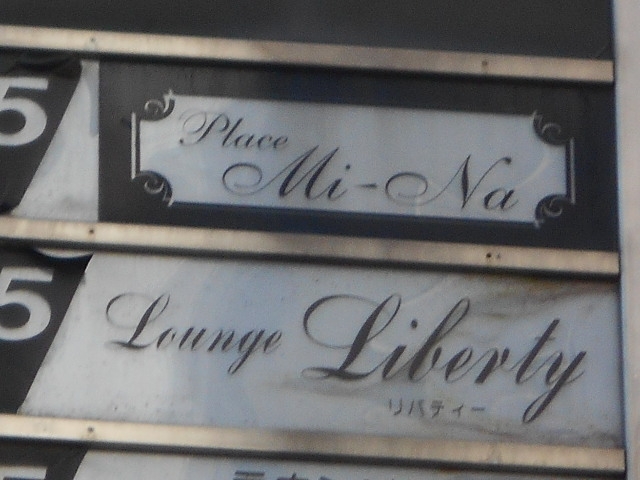 5
Place
Mi-Na
5
Lounge Liberty
リバティー